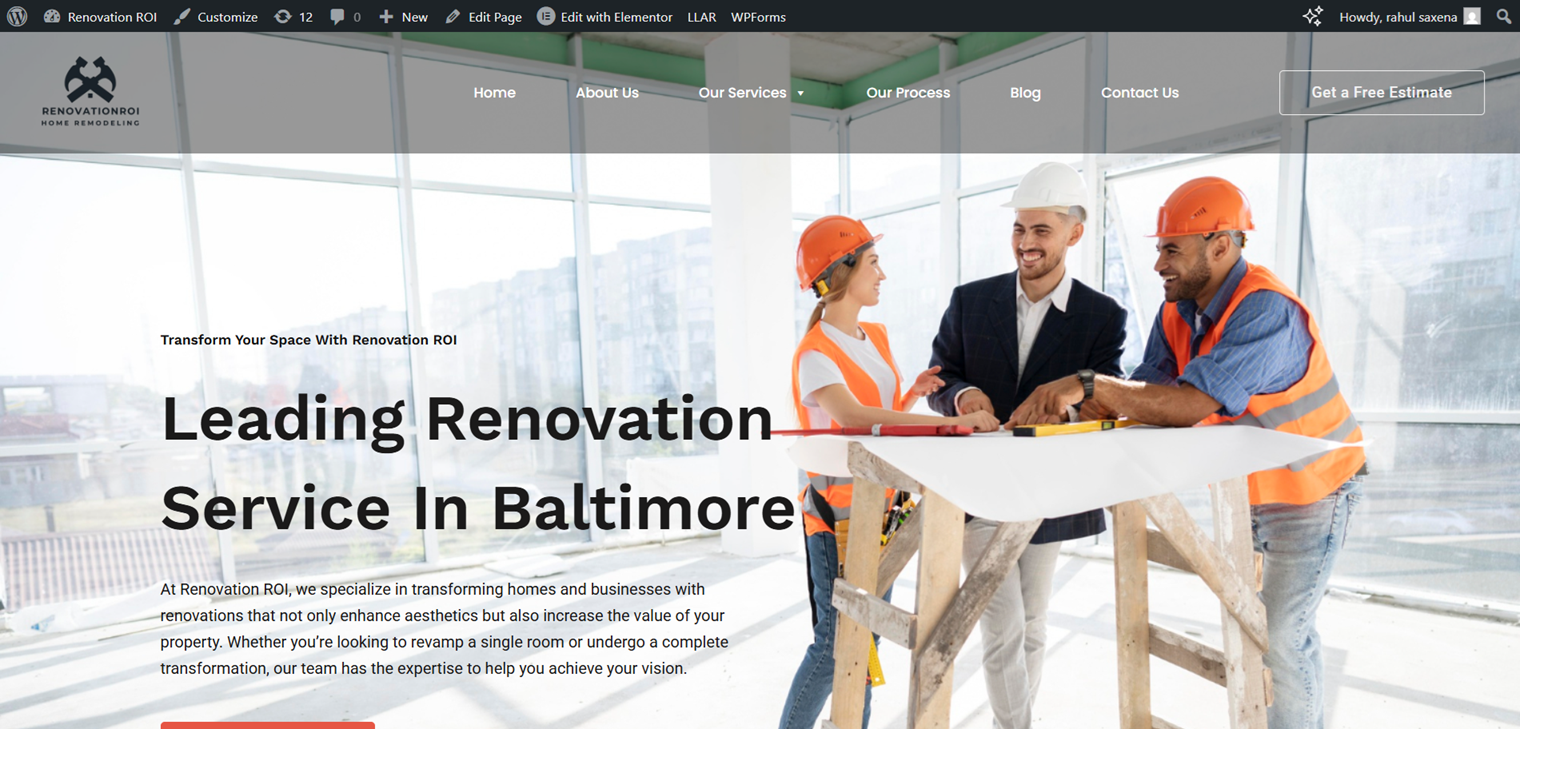 Renovation ROI Customize 12 0 New Edit Page Edit with Elementor LLAR WPForms Howdy, rahul saxena
RENOVATIONROI
HOME REMODELING
Home About Us Our Services Our Process Blog Contact Us Get a Free Estimate
Transform Your Space With Renovation ROI
Leading Renovation
Service In Baltimore
At Renovation ROI, we specialize in transforming homes and businesses with
renovations that not only enhance aesthetics but also increase the value of your
property. Whether you’re looking to revamp a single room or undergo a complete
transformation, our team has the expertise to help you achieve your vision.